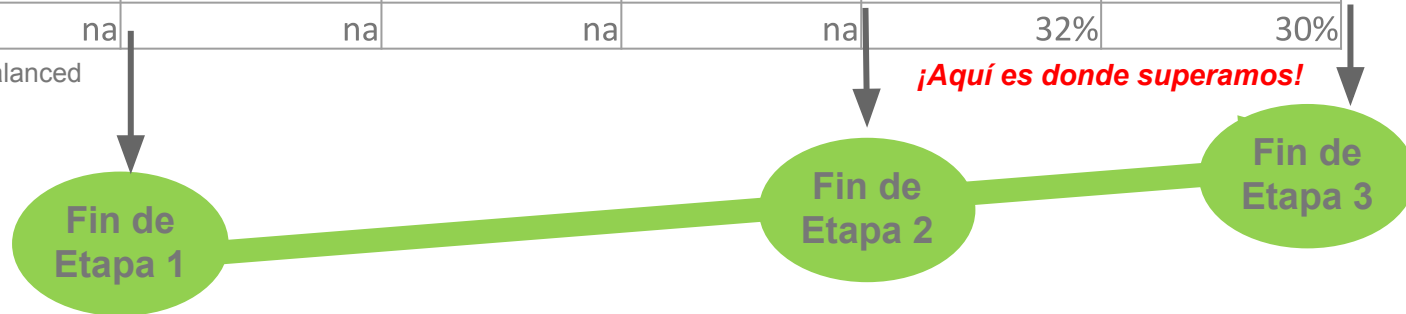 na na na na 32% 30%
alanced
¡Aquí es donde superamos!
Fin de
Etapa 1
Fin de
Etapa 2
Fin de
Etapa 3